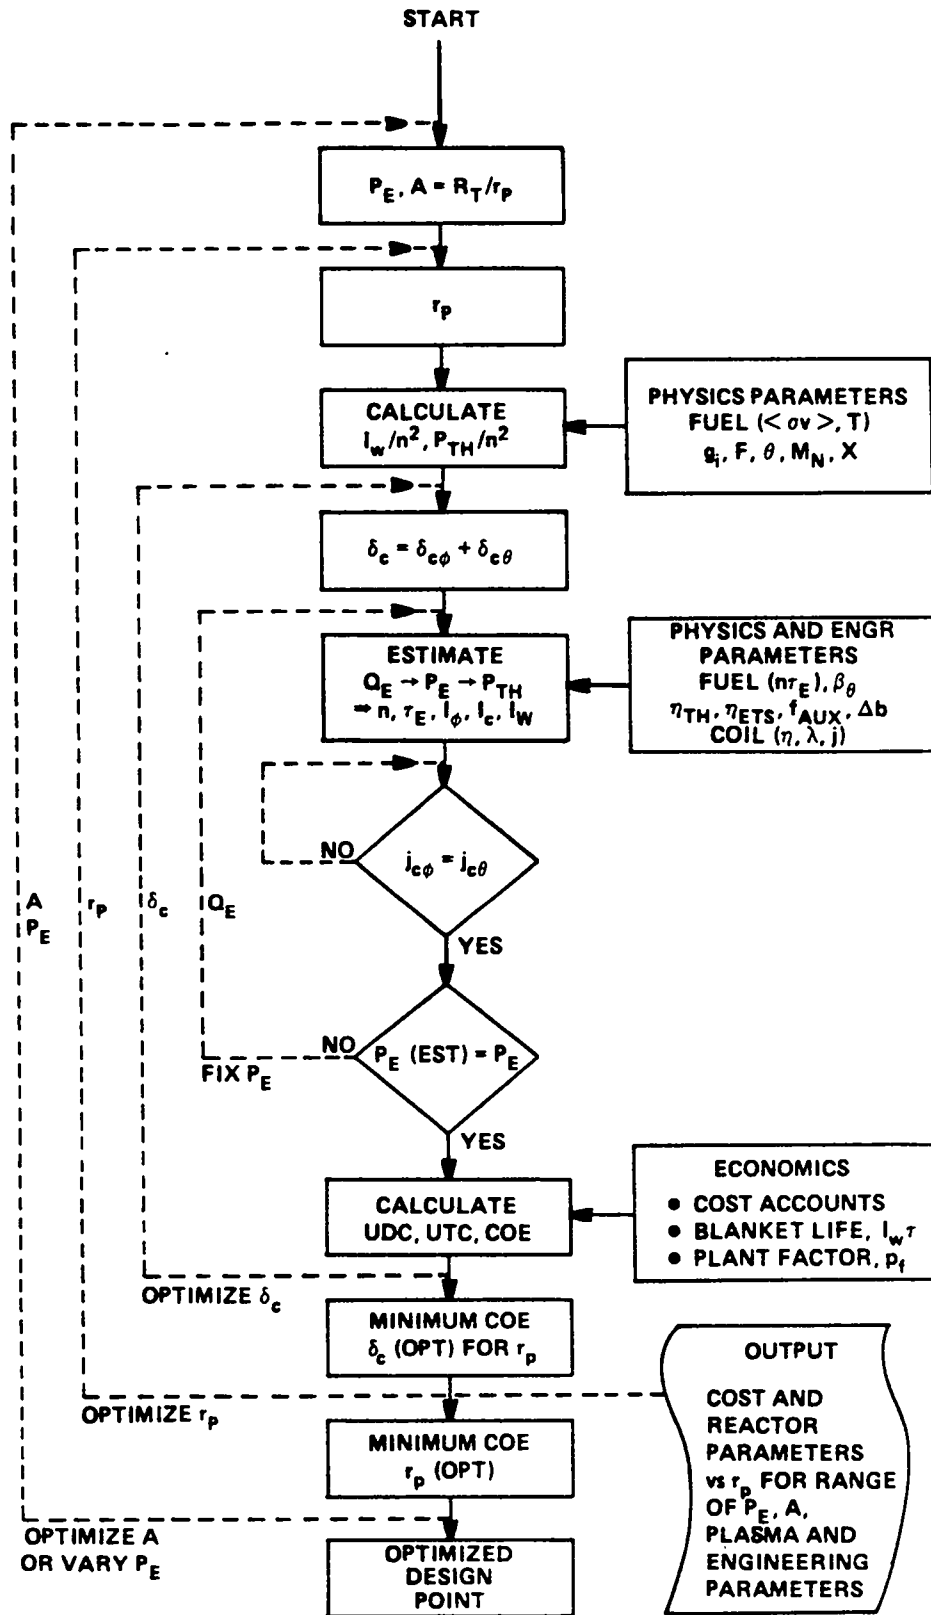 START
P_E, A = R_T/r_P
r_P
CALCULATE
I_w/n², P_TH/n²
PHYSICS PARAMETERS
FUEL (< σv >, T)
g_i, F, θ, M_N, X
δ_c = δ_cϕ + δ_cθ
ESTIMATE
Q_E → P_E → P_TH
⇒ n, τ_E, I_ϕ, I_c, I_W
PHYSICS AND ENGR
PARAMETERS
FUEL (nτ_E), β_θ
η_TH, η_ETS, f_AUX, Δb
COIL (η, λ, j)
NO
j_cϕ = j_cθ
YES
A
P_E
r_P
δ_c
Q_E
NO
P_E (EST) = P_E
FIX P_E
YES
CALCULATE
UDC, UTC, COE
ECONOMICS
● COST ACCOUNTS
● BLANKET LIFE, I_w τ
● PLANT FACTOR, p_f
OPTIMIZE δ_c
MINIMUM COE
δ_c (OPT) FOR r_p
OPTIMIZE r_p
MINIMUM COE
r_p (OPT)
OUTPUT
COST AND
REACTOR
PARAMETERS
vs r_p FOR RANGE
OF P_E, A,
PLASMA AND
ENGINEERING
PARAMETERS
OPTIMIZE A
OR VARY P_E
OPTIMIZED
DESIGN
POINT